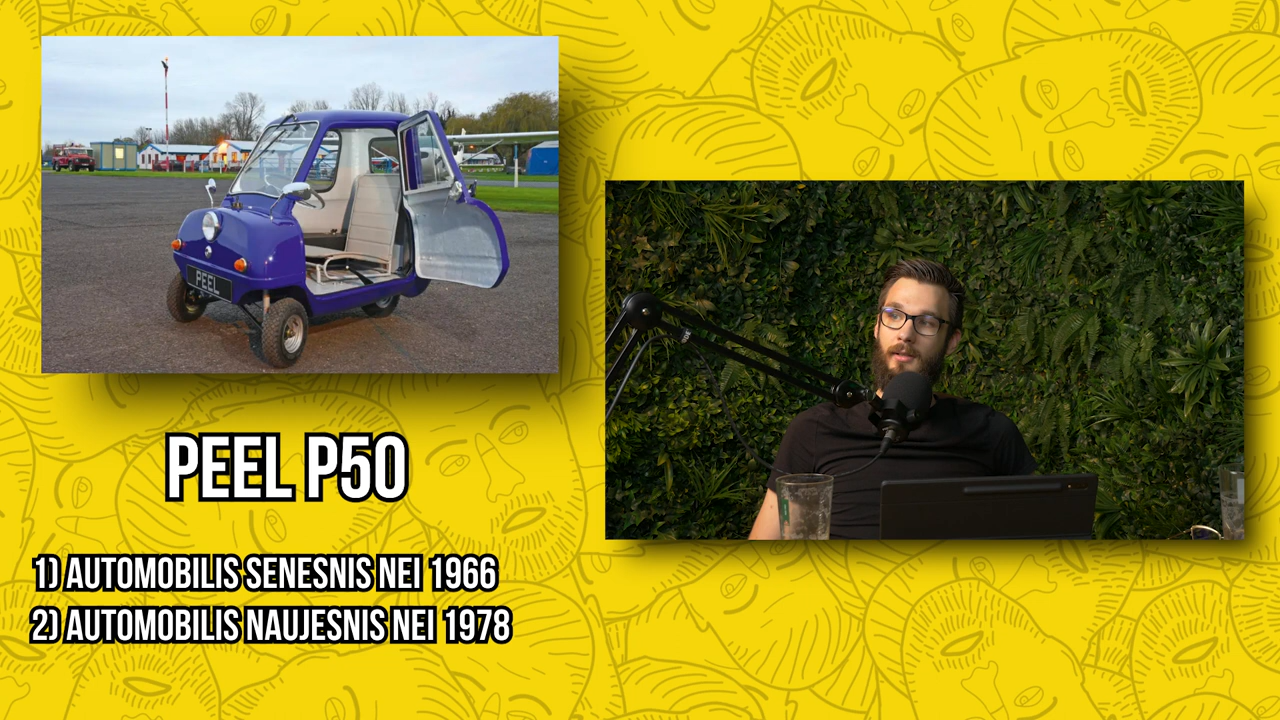 PEEL
PEEL P50
1) AUTOMOBILIS SENESNIS NEI 1966
2) AUTOMOBILIS NAUJESNIS NEI 1978